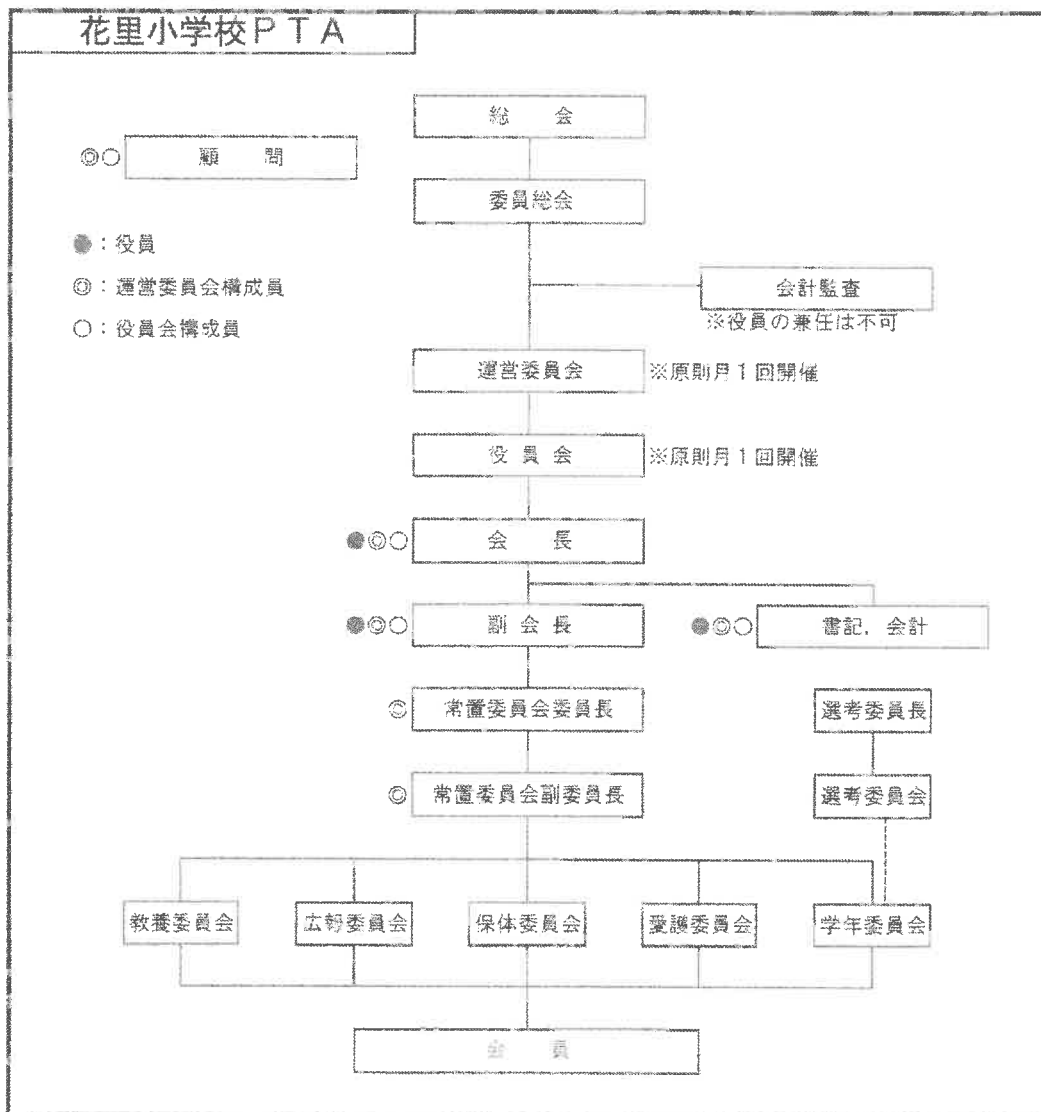 花里小学校PTA
総　会
◎○ 顧　問
委員総会
●：役員
◎：運営委員会構成員
○：役員会構成員
会計監査
※役員の兼任は不可
運営委員会 ※原則月１回開催
役員会 ※原則月１回開催
●◎○ 会　長
●◎○ 副会長
●◎○ 書記，会計
◎ 常置委員会委員長
選考委員長
◎ 常置委員会副委員長
選考委員会
教養委員会
広報委員会
保体委員会
愛護委員会
学年委員会
会　員